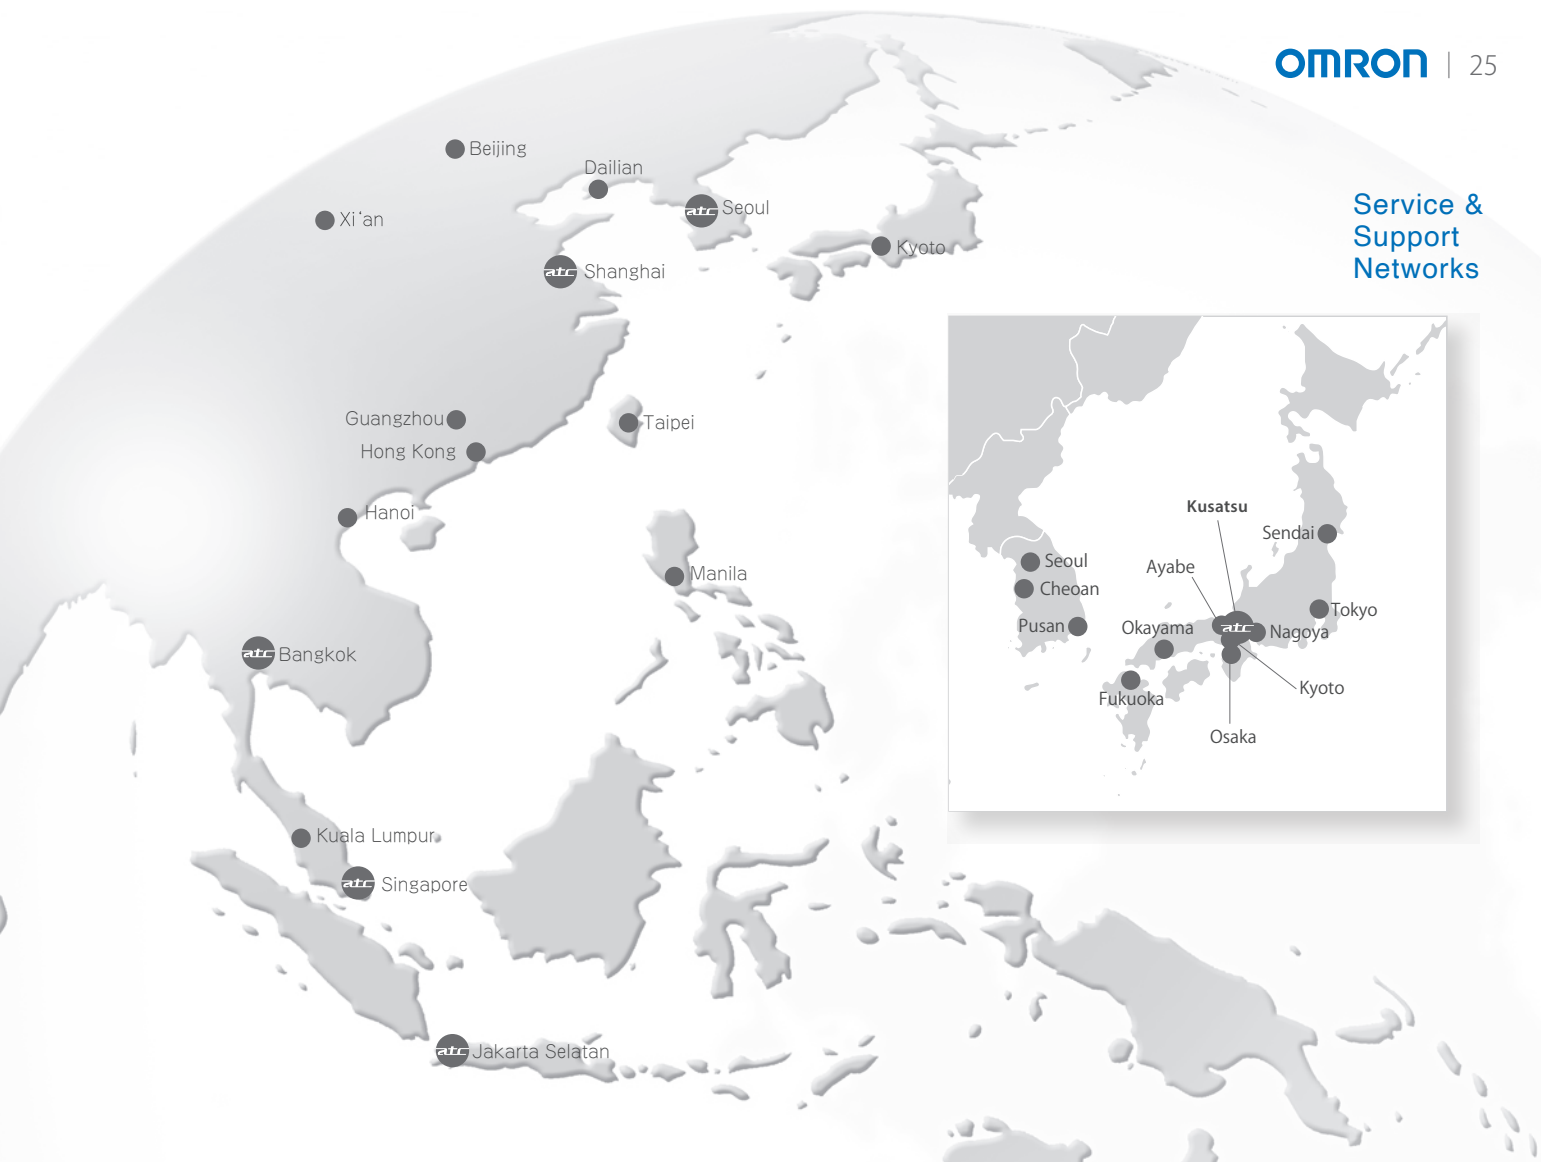 OMRON | 25
Service &
Support
Networks
Beijing
Dailian
Xi'an
atc Seoul
Kyoto
atc Shanghai
Guangzhou
Taipei
Hong Kong
Hanoi
Manila
atc Bangkok
Kuala Lumpur
atc Singapore
atc Jakarta Selatan
Kusatsu
Sendai
Seoul
Ayabe
Cheoan
Tokyo
Pusan
Okayama
atc
Nagoya
Kyoto
Fukuoka
Osaka